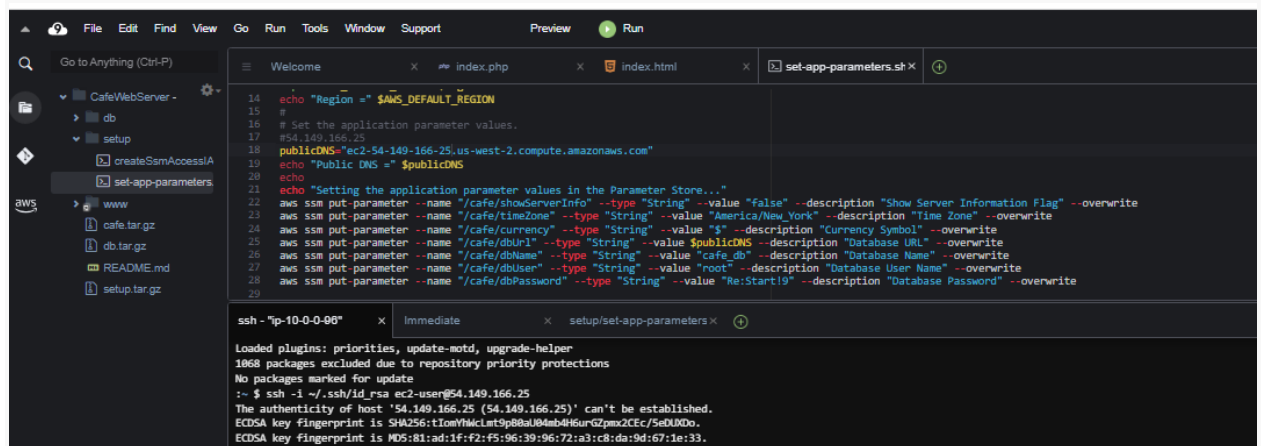 File Edit Find View Go Run Tools Window Support Preview Run
Go to Anything (Ctrl-P)
Welcome
index.php
index.html
set-app-parameters.sh
CafeWebServer -
db
setup
createSsmAccessIA
set-app-parameters.
www
cafe.tar.gz
db.tar.gz
README.md
setup.tar.gz
aws
14 echo "Region =" $AWS_DEFAULT_REGION
15 #
16 # Set the application parameter values.
17 #54.149.166.25
18 publicDNS="ec2-54-149-166-25.us-west-2.compute.amazonaws.com"
19 echo "Public DNS =" $publicDNS
20 echo
21 echo "Setting the application parameter values in the Parameter Store..."
22 aws ssm put-parameter --name "/cafe/showServerInfo" --type "String" --value "false" --description "Show Server Information Flag" --overwrite
23 aws ssm put-parameter --name "/cafe/timeZone" --type "String" --value "America/New_York" --description "Time Zone" --overwrite
24 aws ssm put-parameter --name "/cafe/currency" --type "String" --value "$" --description "Currency Symbol" --overwrite
25 aws ssm put-parameter --name "/cafe/dbUrl" --type "String" --value $publicDNS --description "Database URL" --overwrite
26 aws ssm put-parameter --name "/cafe/dbName" --type "String" --value "cafe_db" --description "Database Name" --overwrite
27 aws ssm put-parameter --name "/cafe/dbUser" --type "String" --value "root" --description "Database User Name" --overwrite
28 aws ssm put-parameter --name "/cafe/dbPassword" --type "String" --value "Re:Start!9" --description "Database Password" --overwrite
29
ssh - "ip-10-0-0-96"
Immediate
setup/set-app-parameters
Loaded plugins: priorities, update-motd, upgrade-helper
1068 packages excluded due to repository priority protections
No packages marked for update
:~ $ ssh -i ~/.ssh/id_rsa ec2-user@54.149.166.25
The authenticity of host '54.149.166.25 (54.149.166.25)' can't be established.
ECDSA key fingerprint is SHA256:tIomYhWcLmt9pB0aU04mb4H6urGZpmx2CEc/5eDUXDo.
ECDSA key fingerprint is MD5:81:ad:1f:f2:f5:96:39:96:72:a3:c8:da:9d:67:1e:33.